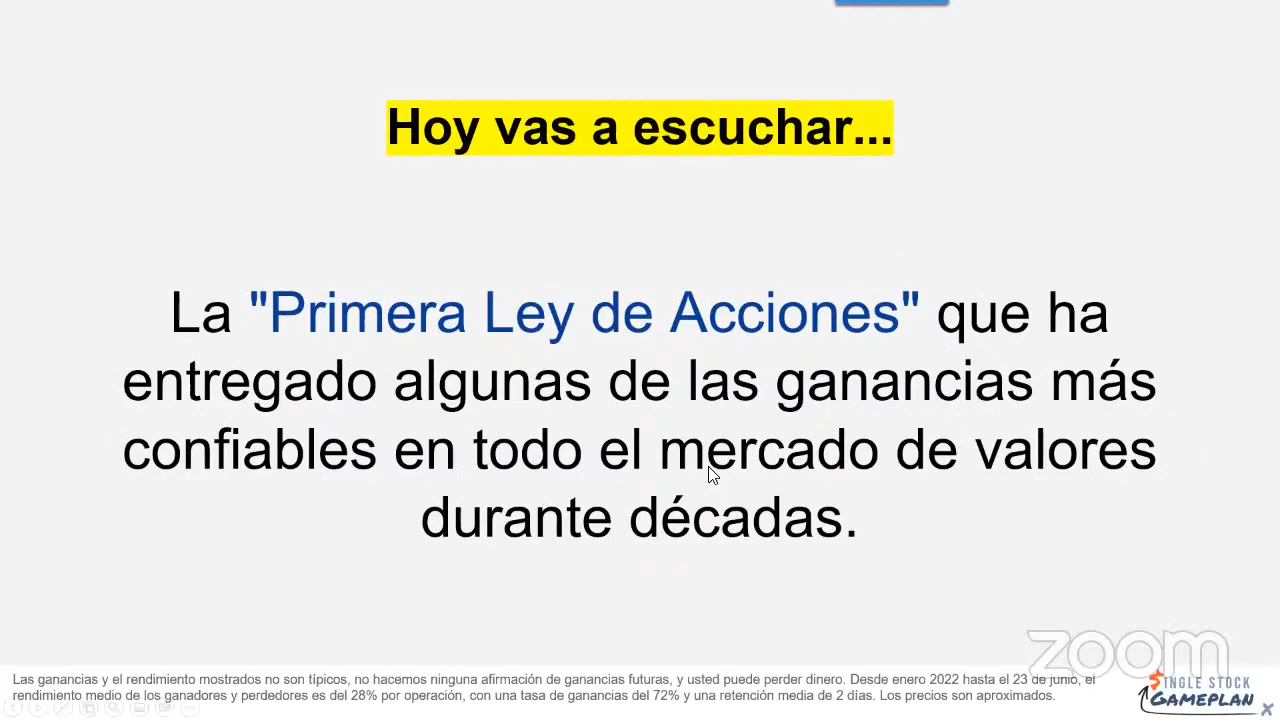 Hoy vas a escuchar...
La "Primera Ley de Acciones" que ha
entregado algunas de las ganancias más
confiables en todo el mercado de valores
durante décadas.
zoom
Las ganancias y el rendimiento mostrados no son típicos, no hacemos ninguna afirmación de ganancias futuras, y usted puede perder dinero. Desde enero 2022 hasta el 23 de junio, el
rendimiento medio de los ganadores y perdedores es del 28% por operación, con una tasa de ganancias del 72% y una retención media de 2 días. Los precios son aproximados.
$INGLE STOCK
GAMEPLAN
X